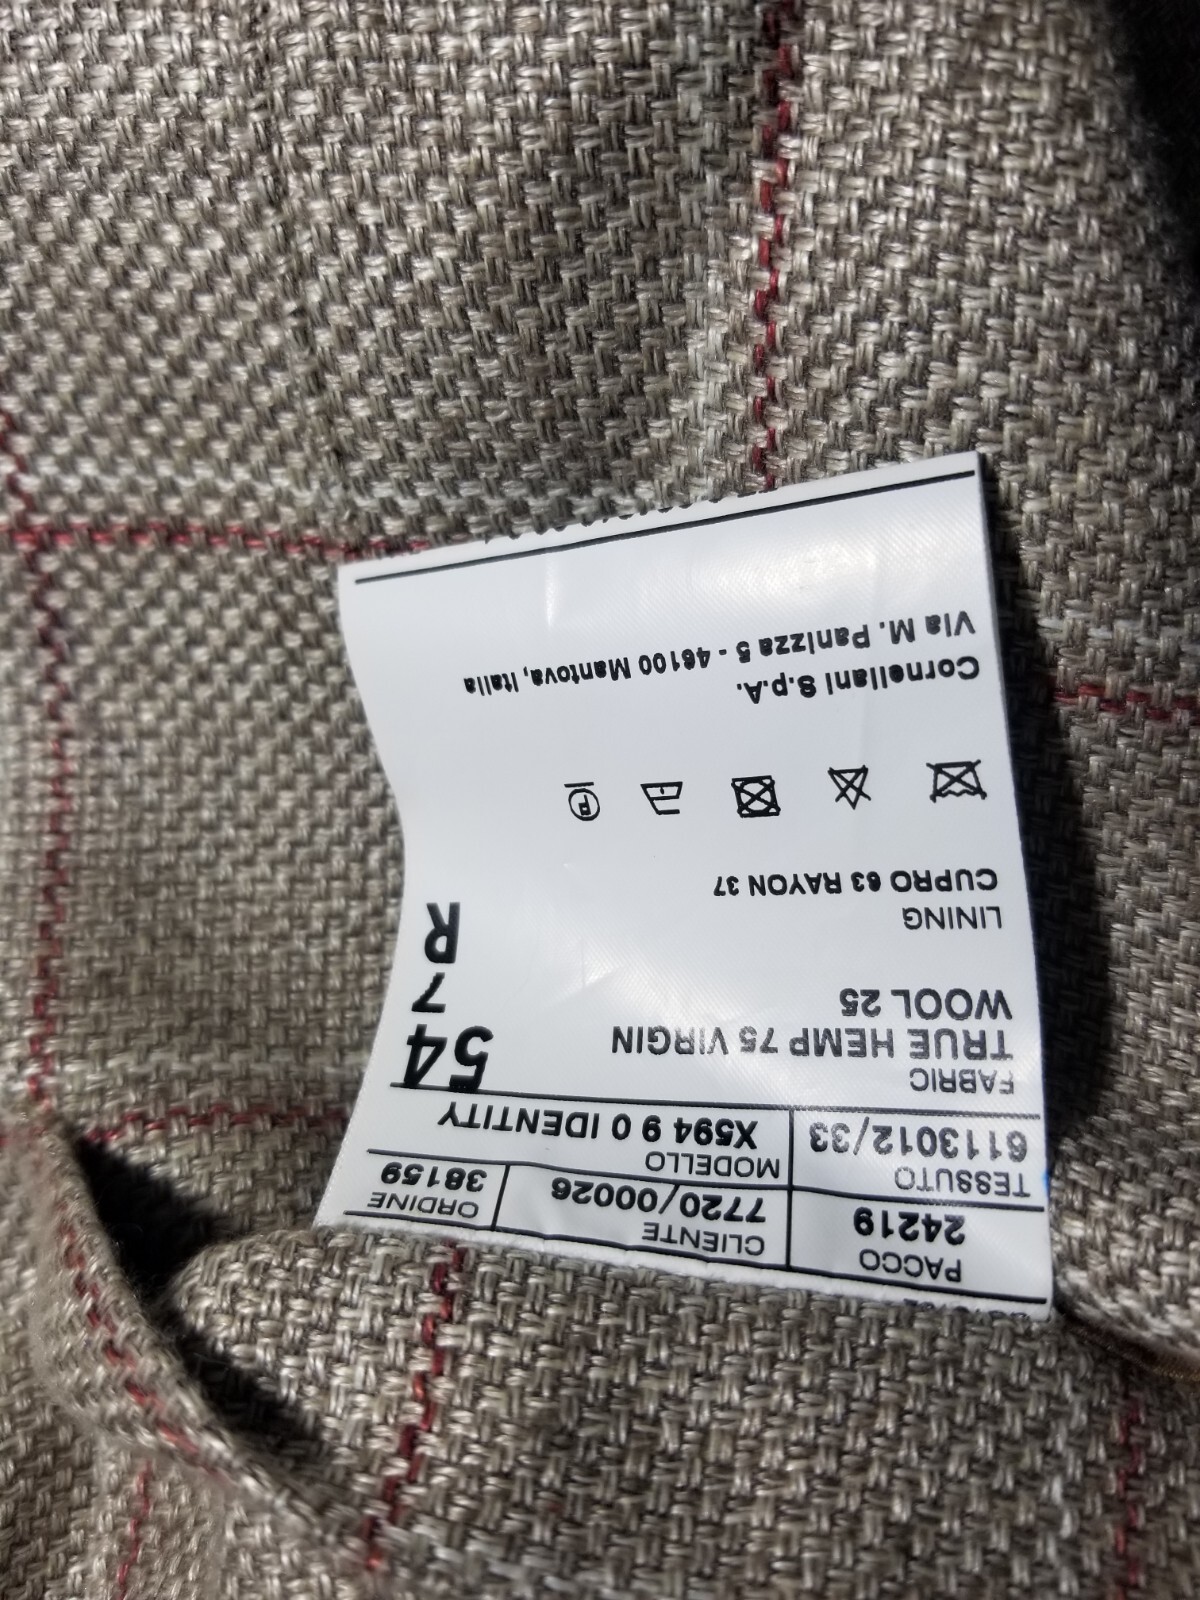 PACCO
24219
CLIENTE
7720/00026
ORDINE
38159
TESSUTO
6113012/33
MODELLO
X594 9 0 IDENTITY
FABRIC
TRUE HEMP 75 VIRGIN
WOOL 25
54
7
R
LINING
CUPRO 63 RAYON 37
P
Corneliani S.p.A.
Via M. Panizza 5 - 46100 Mantova, Italia